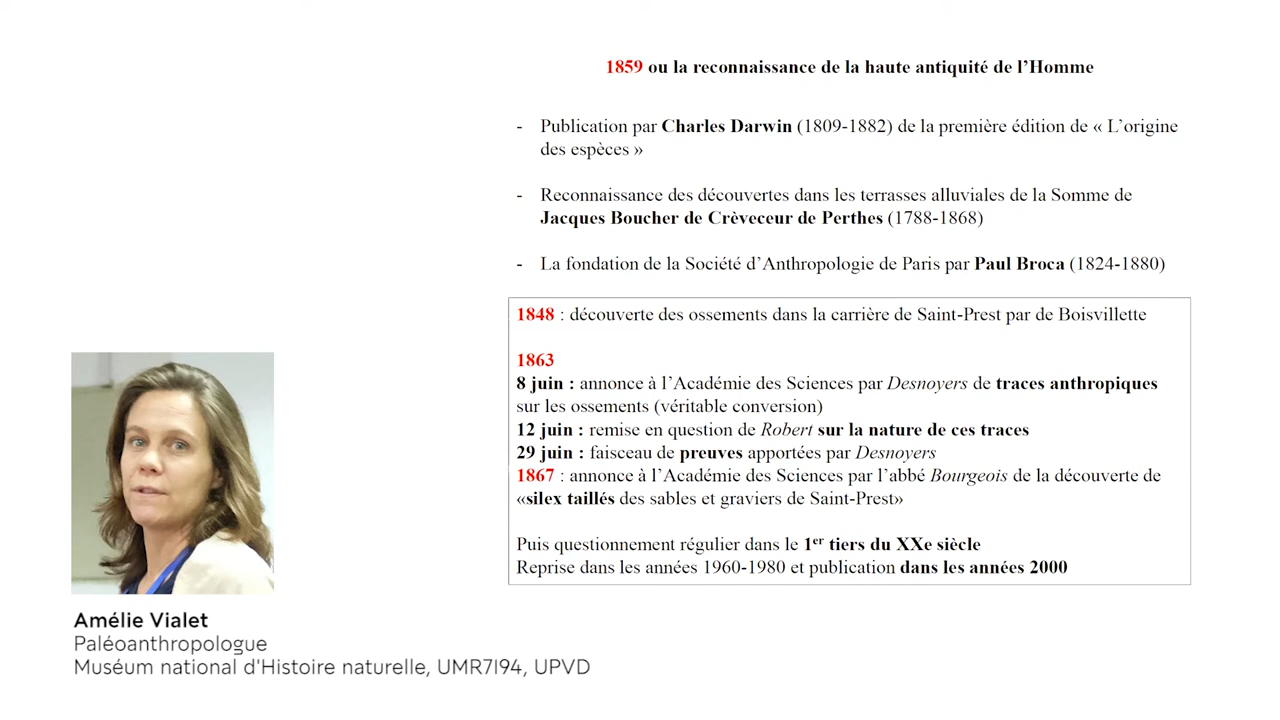 1859 ou la reconnaissance de la haute antiquité de l'Homme
- Publication par Charles Darwin (1809-1882) de la première édition de « L'origine
des espèces »
- Reconnaissance des découvertes dans les terrasses alluviales de la Somme de
Jacques Boucher de Crèveceur de Perthes (1788-1868)
- La fondation de la Société d'Anthropologie de Paris par Paul Broca (1824-1880)
1848 : découverte des ossements dans la carrière de Saint-Prest par de Boisvillette
1863
8 juin : annonce à l'Académie des Sciences par Desnoyers de traces anthropiques
sur les ossements (véritable conversion)
12 juin : remise en question de Robert sur la nature de ces traces
29 juin : faisceau de preuves apportées par Desnoyers
1867 : annonce à l'Académie des Sciences par l'abbé Bourgeois de la découverte de
«silex taillés des sables et graviers de Saint-Prest»
Puis questionnement régulier dans le 1er tiers du XXe siècle
Reprise dans les années 1960-1980 et publication dans les années 2000
Amélie Vialet
Paléoanthropologue
Muséum national d'Histoire naturelle, UMR7194, UPVD